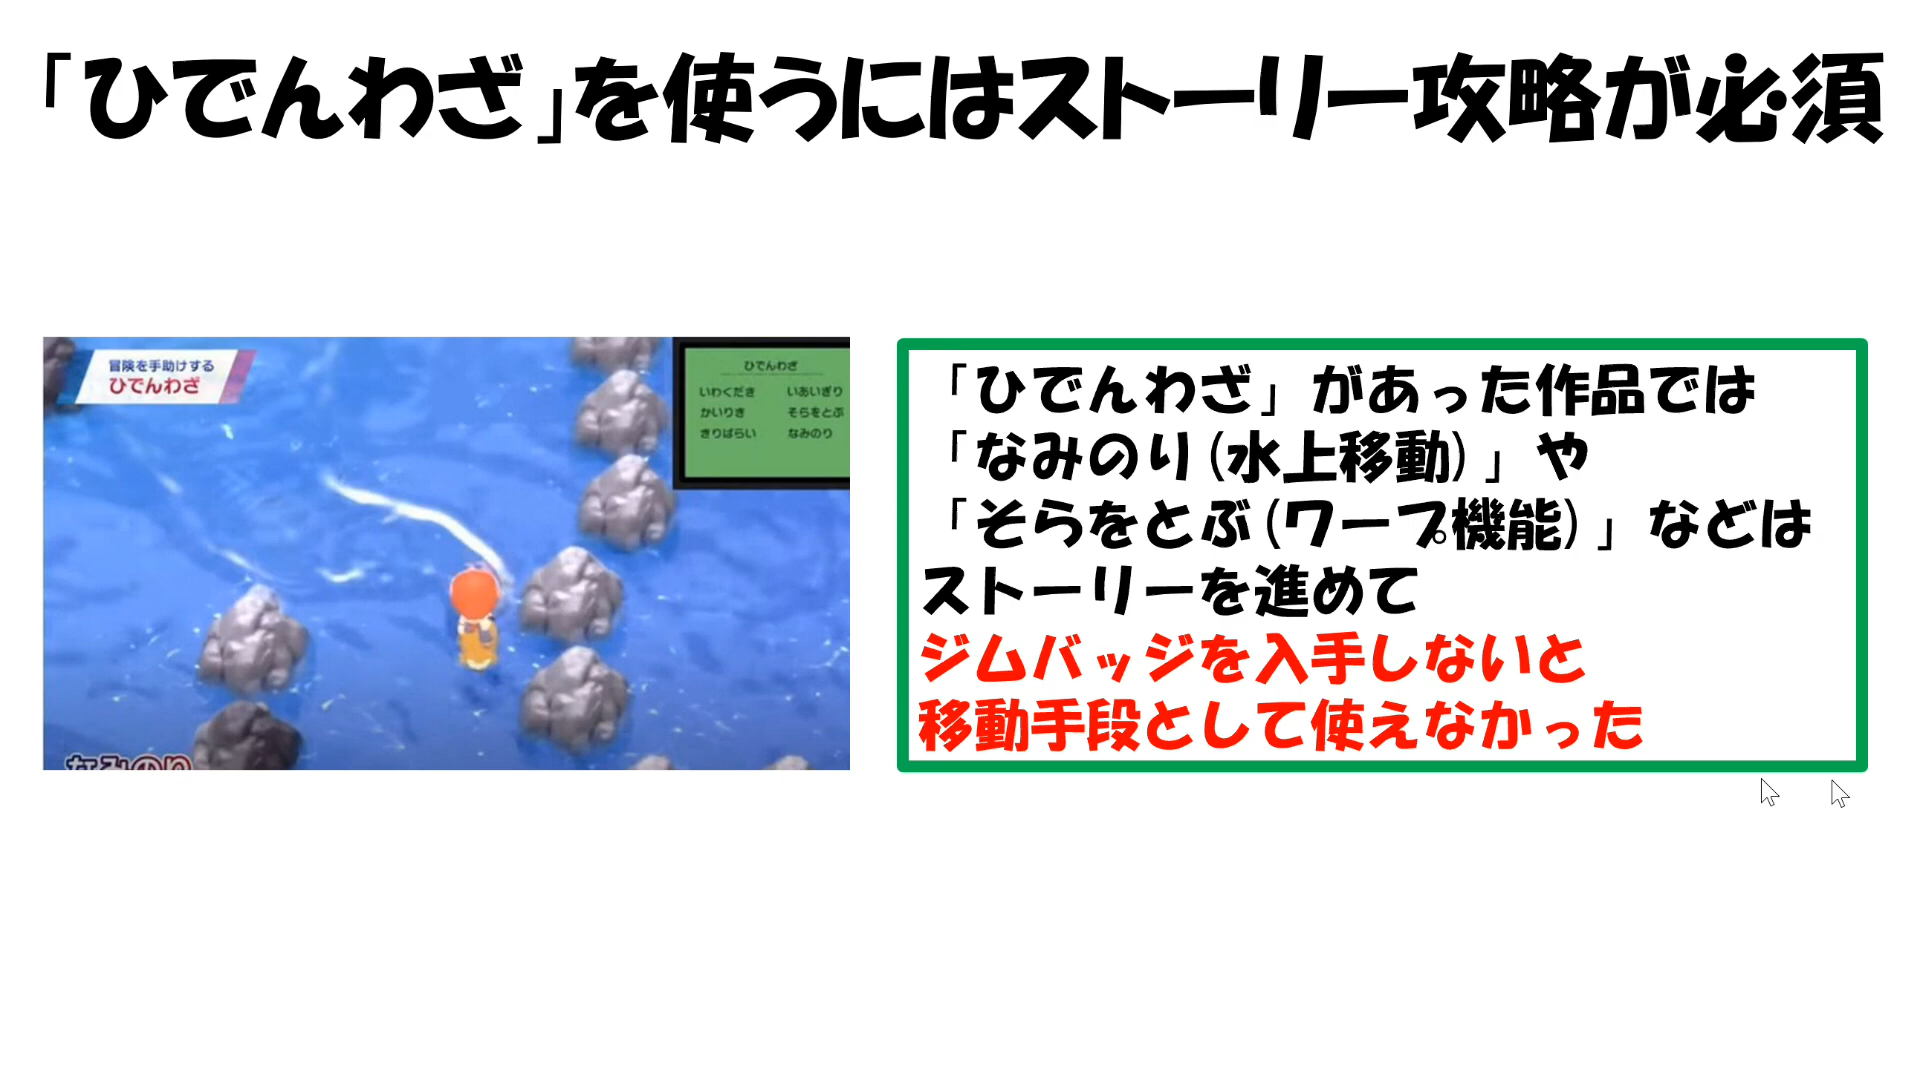 「ひでんわざ」を使うにはストーリー攻略が必須
冒険を手助けする
ひでんわざ
ひでんわざ
いわくだき いあいぎり
かいりき そらをとぶ
きりばらい なみのり
なみのり
「ひでんわざ」があった作品では
「なみのり(水上移動)」や
「そらをとぶ(ワープ機能)」などは
ストーリーを進めて
ジムバッジを入手しないと
移動手段として使えなかった